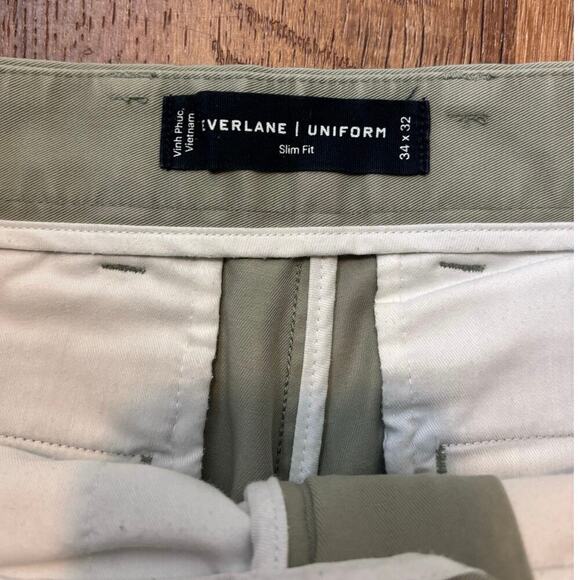 Vinh Phuc,
Vietnam
EVERLANE | UNIFORM
Slim Fit
34 x 32